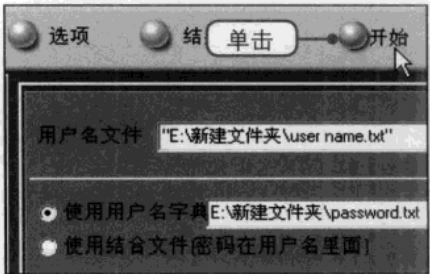 选项 结 单击 开始
用户名文件 "E:\新建文件夹\user name.txt"
使用用户名字典 E:\新建文件夹\password.txt
使用结合文件[密码在用户名里面]